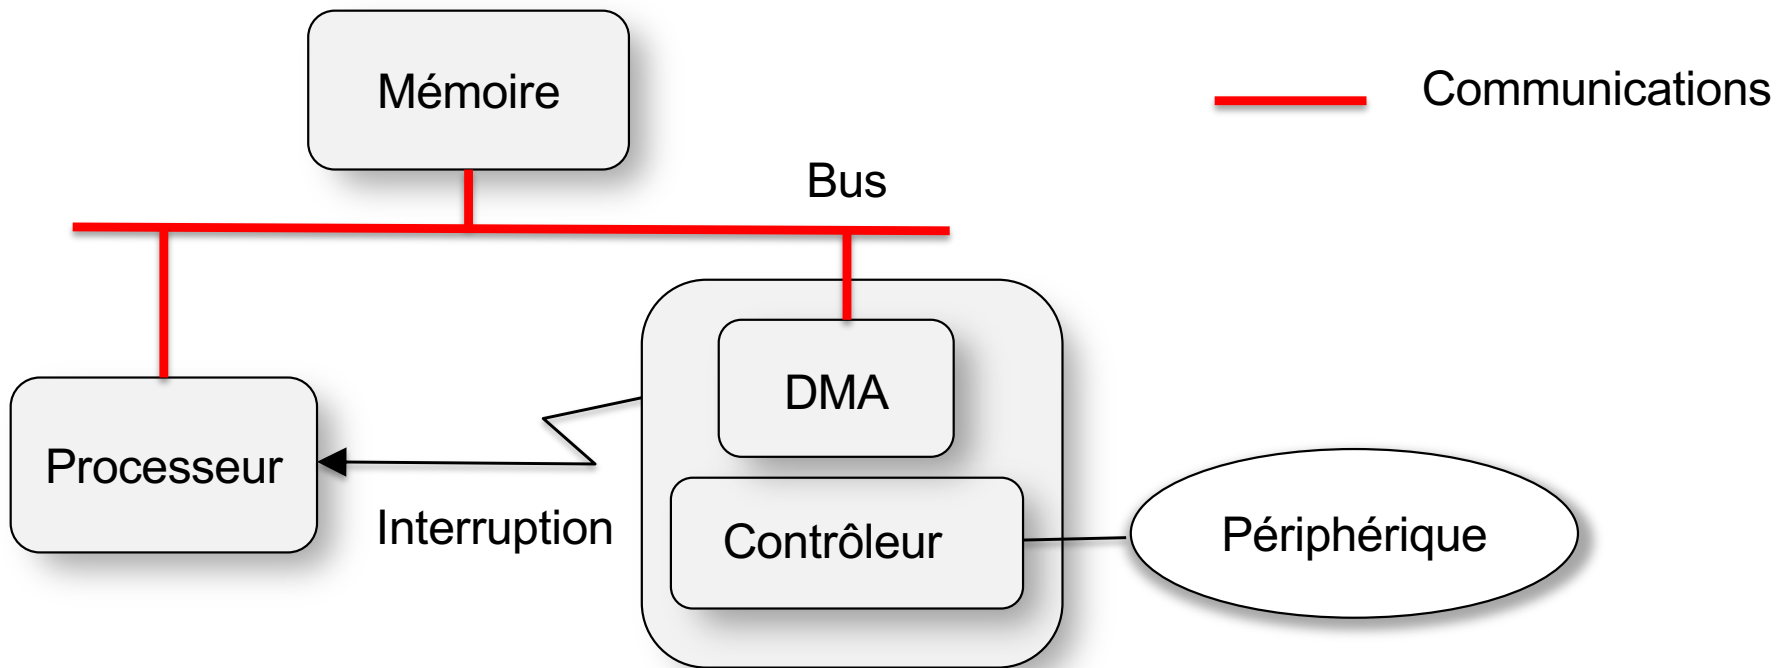 Mémoire
Communications
Bus
DMA
Processeur
Interruption
Contrôleur
Périphérique